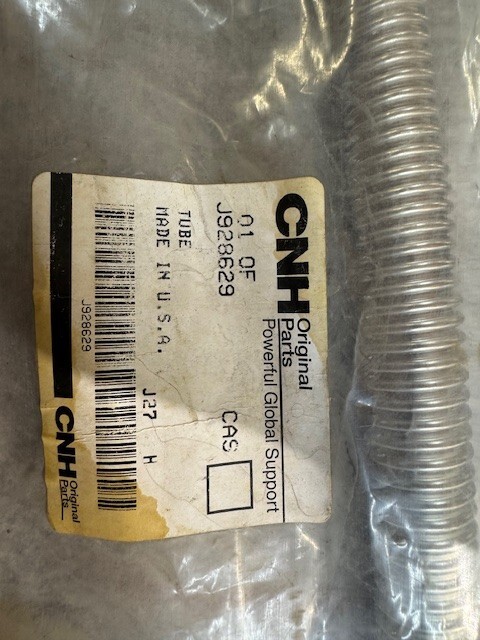 CNH Original Parts
Powerful Global Support
01 OF CAS
J928629
TUBE
MADE IN U.S.A. J27 H
J928629
CNH Original Parts